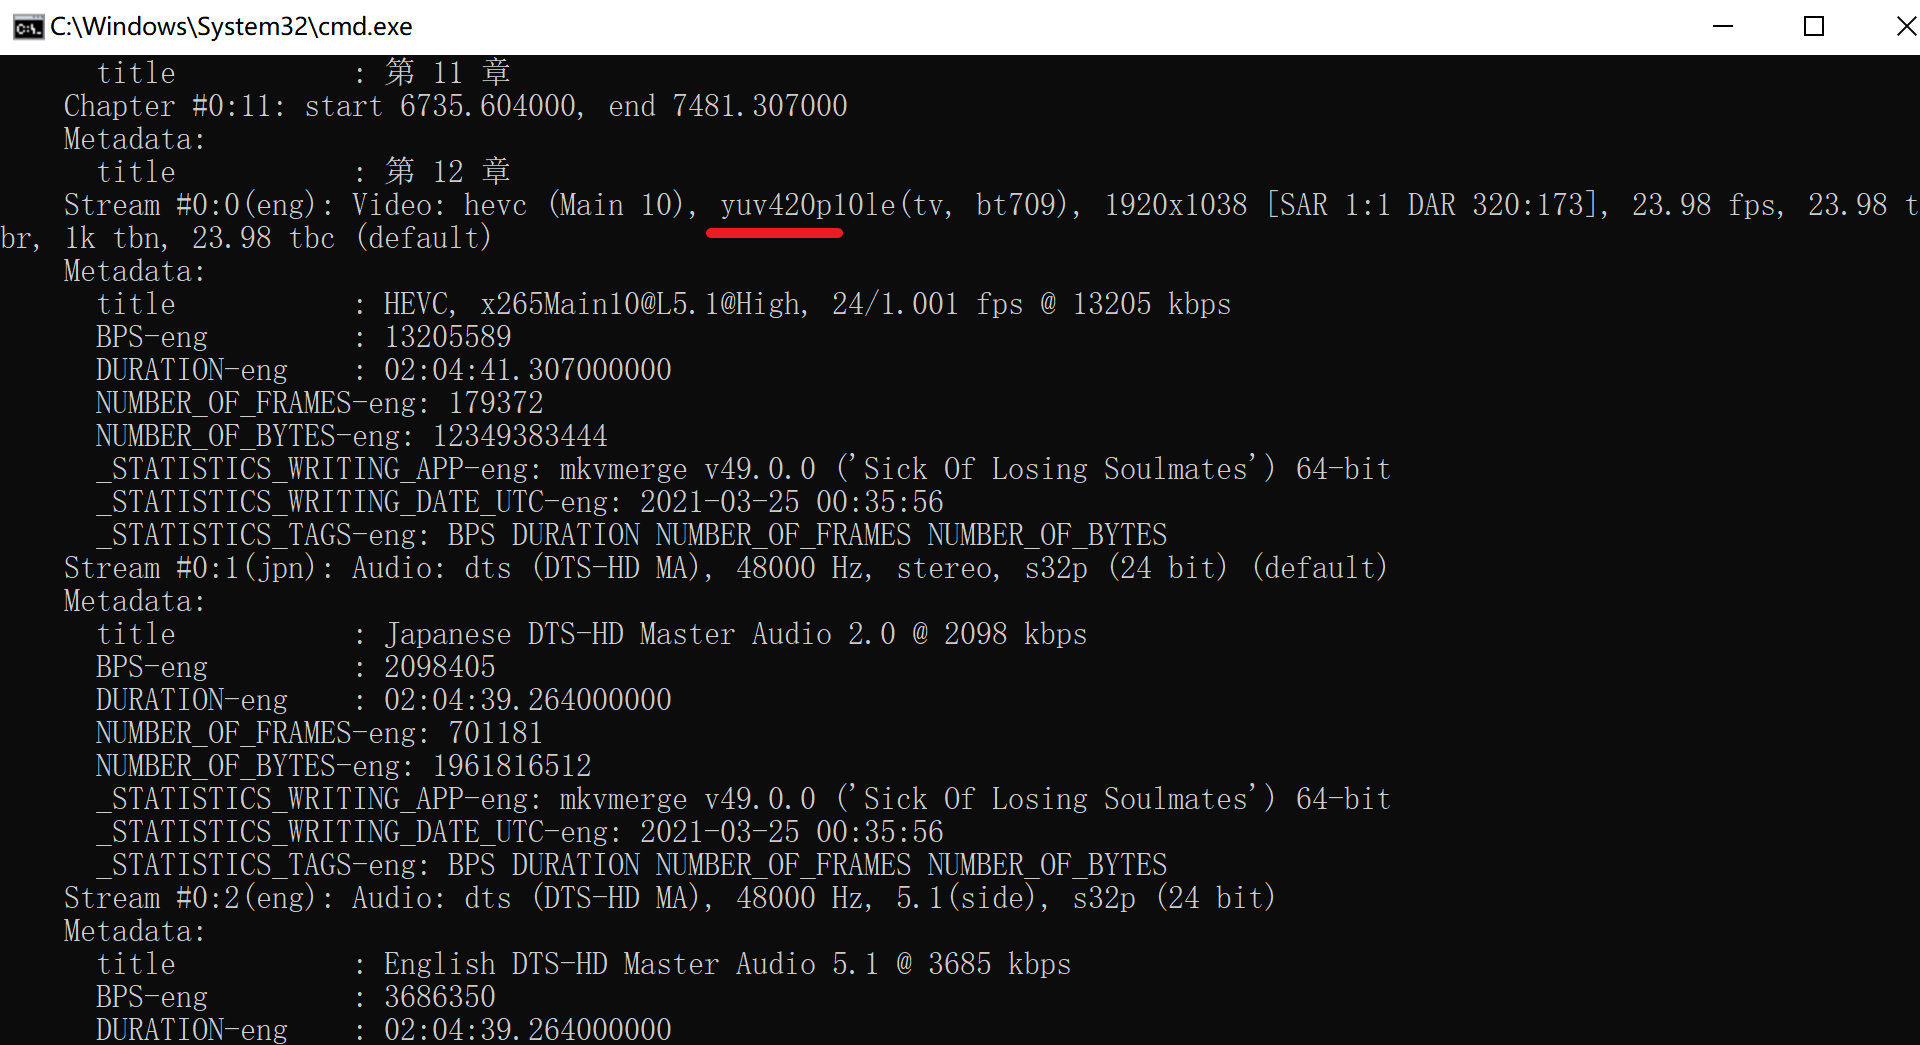 C:\Windows\System32\cmd.exe
title : 第 11 章
Chapter #0:11: start 6735.604000, end 7481.307000
Metadata:
title : 第 12 章
Stream #0:0(eng): Video: hevc (Main 10), yuv420p10le(tv, bt709), 1920x1038 [SAR 1:1 DAR 320:173], 23.98 fps, 23.98 t
br, 1k tbn, 23.98 tbc (default)
Metadata:
title : HEVC, x265Main10@L5.1@High, 24/1.001 fps @ 13205 kbps
BPS-eng : 13205589
DURATION-eng : 02:04:41.307000000
NUMBER_OF_FRAMES-eng: 179372
NUMBER_OF_BYTES-eng: 12349383444
_STATISTICS_WRITING_APP-eng: mkvmerge v49.0.0 ('Sick Of Losing Soulmates') 64-bit
_STATISTICS_WRITING_DATE_UTC-eng: 2021-03-25 00:35:56
_STATISTICS_TAGS-eng: BPS DURATION NUMBER_OF_FRAMES NUMBER_OF_BYTES
Stream #0:1(jpn): Audio: dts (DTS-HD MA), 48000 Hz, stereo, s32p (24 bit) (default)
Metadata:
title : Japanese DTS-HD Master Audio 2.0 @ 2098 kbps
BPS-eng : 2098405
DURATION-eng : 02:04:39.264000000
NUMBER_OF_FRAMES-eng: 701181
NUMBER_OF_BYTES-eng: 1961816512
_STATISTICS_WRITING_APP-eng: mkvmerge v49.0.0 ('Sick Of Losing Soulmates') 64-bit
_STATISTICS_WRITING_DATE_UTC-eng: 2021-03-25 00:35:56
_STATISTICS_TAGS-eng: BPS DURATION NUMBER_OF_FRAMES NUMBER_OF_BYTES
Stream #0:2(eng): Audio: dts (DTS-HD MA), 48000 Hz, 5.1(side), s32p (24 bit)
Metadata:
title : English DTS-HD Master Audio 5.1 @ 3685 kbps
BPS-eng : 3686350
DURATION-eng : 02:04:39.264000000